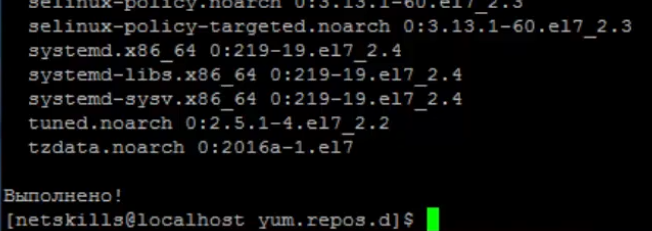 selinux-policy.noarch 0:3.13.1-60.el7_2.3
selinux-policy-targeted.noarch 0:3.13.1-60.el7_2.3
systemd.x86_64 0:219-19.el7_2.4
systemd-libs.x86_64 0:219-19.el7_2.4
systemd-sysv.x86_64 0:219-19.el7_2.4
tuned.noarch 0:2.5.1-4.el7_2.2
tzdata.noarch 0:2016a-1.el7
Выполнено!
[netskills@localhost yum.repos.d]$